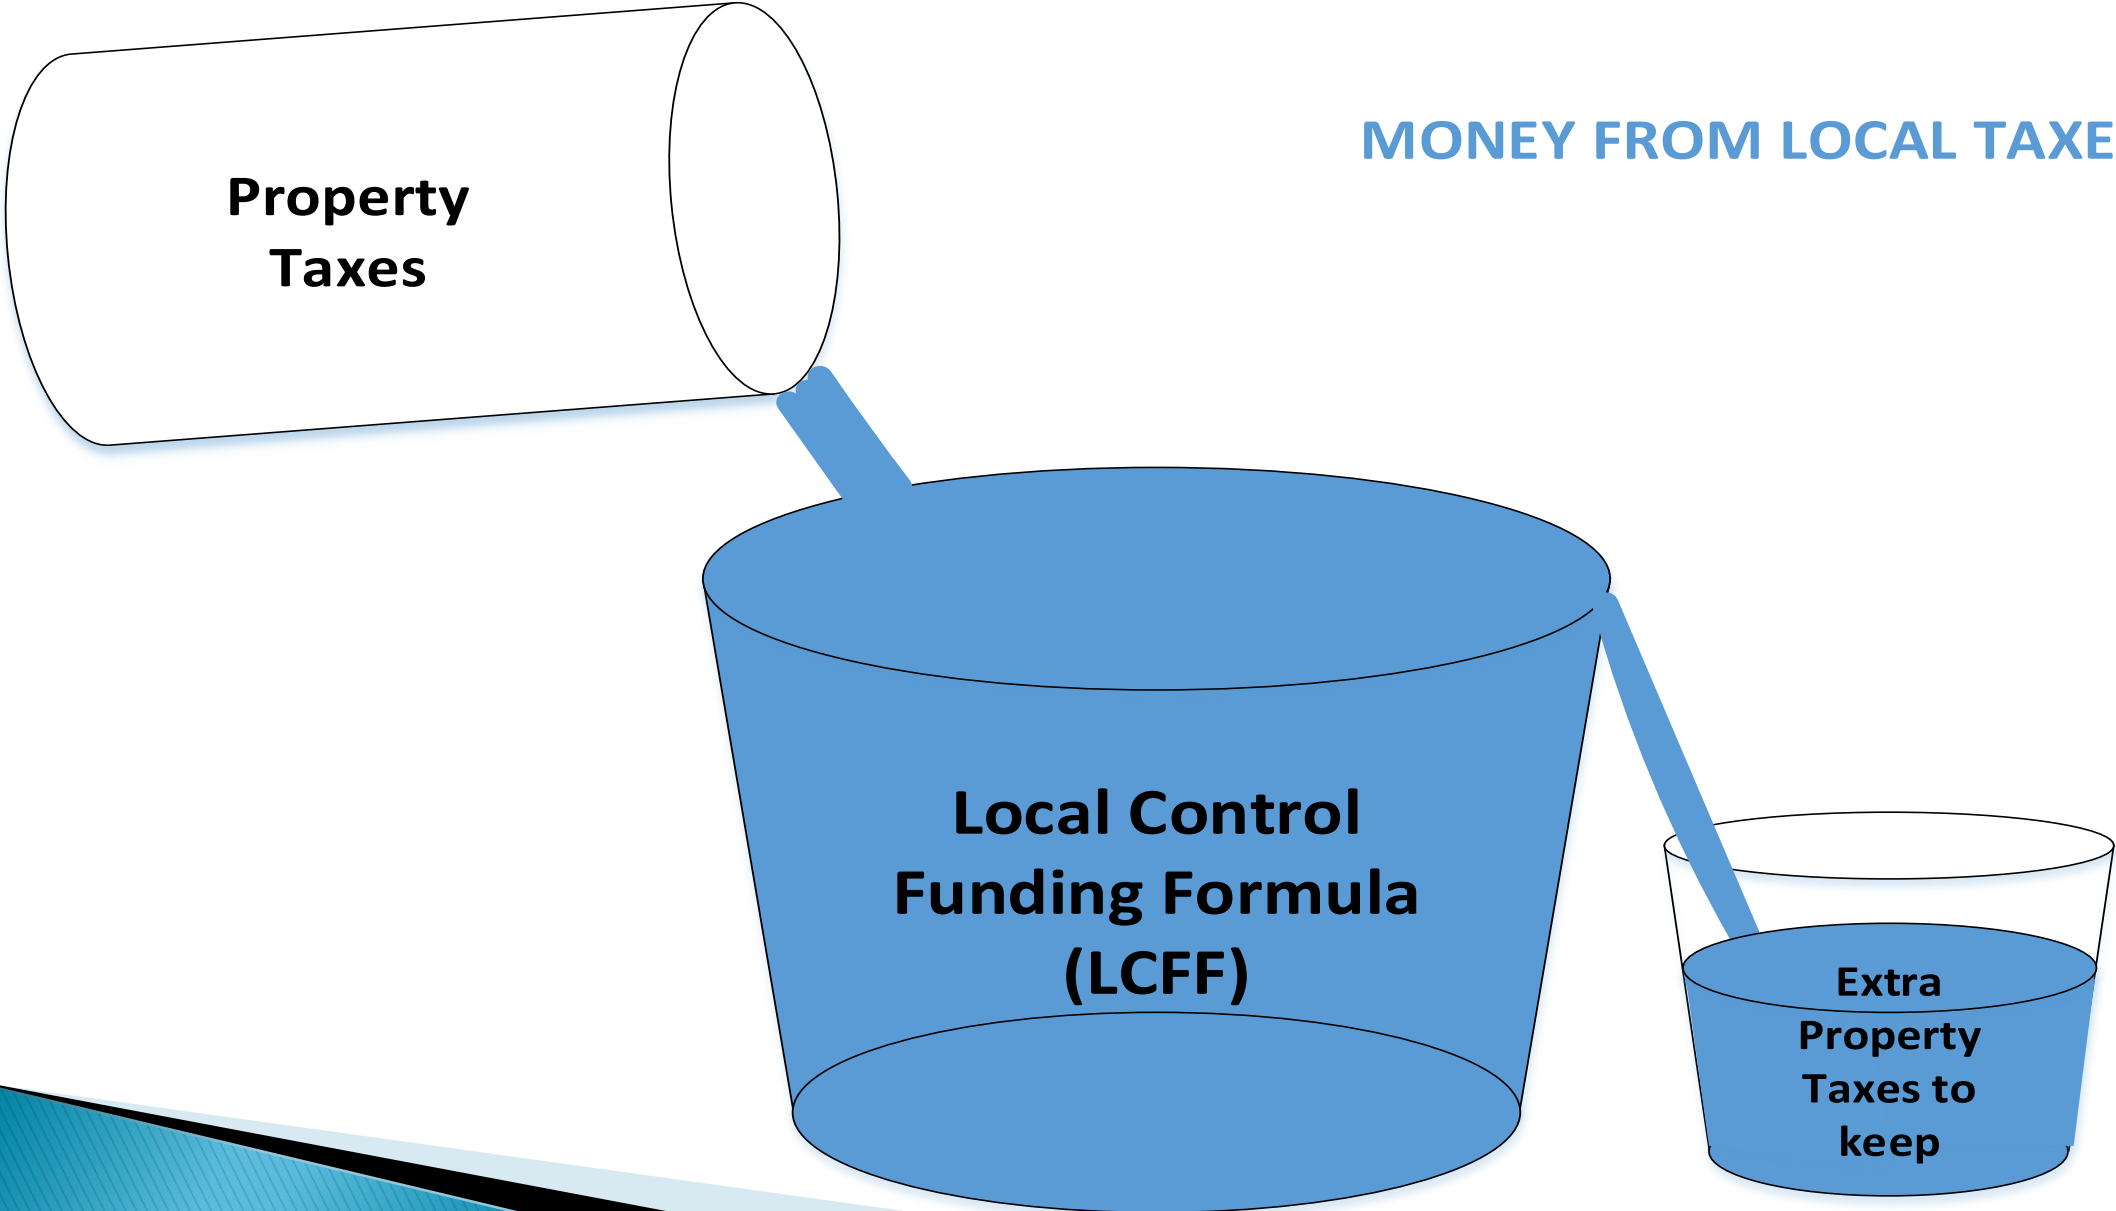 MONEY FROM LOCAL TAXE
Property
Taxes
Local Control
Funding Formula
(LCFF)
Extra
Property
Taxes to
keep